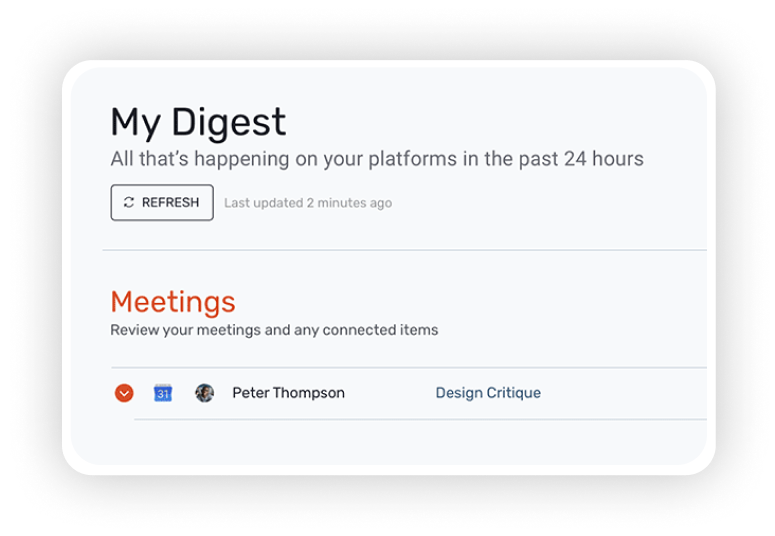 My Digest
All that's happening on your platforms in the past 24 hours
REFRESH Last updated 2 minutes ago
Meetings
Review your meetings and any connected items
31 Peter Thompson Design Critique